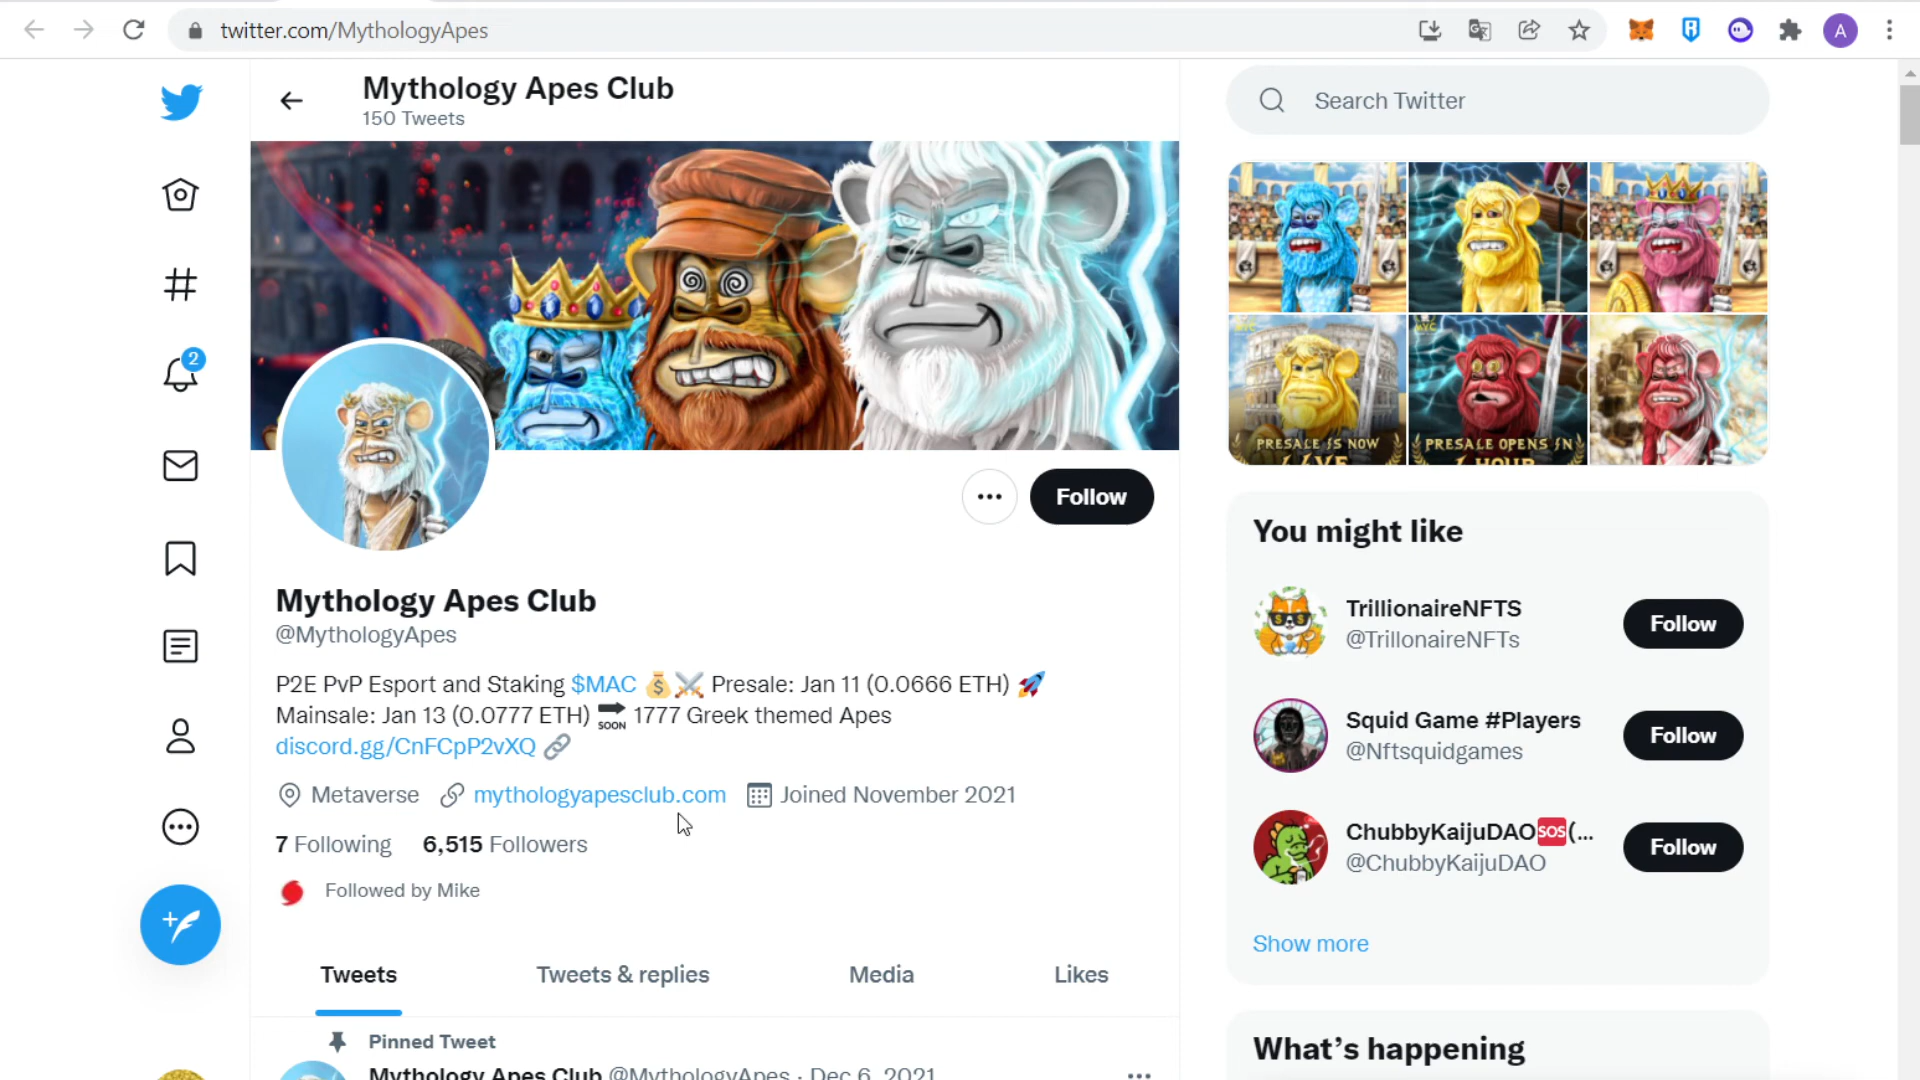 twitter.com/MythologyApes
A
Mythology Apes Club
150 Tweets
Search Twitter
2
PRESALE IS NOW
LIVE
PRESALE OPENS IN
1 HOUR
Follow
Mythology Apes Club
@MythologyApes
P2E PvP Esport and Staking $MAC 💰⚔️ Presale: Jan 11 (0.0666 ETH) 🚀
Mainsale: Jan 13 (0.0777 ETH) 🔜 1777 Greek themed Apes
discord.gg/CnFCpP2vXQ 🔗
Metaverse mythologyapesclub.com Joined November 2021
7 Following 6,515 Followers
Followed by Mike
Tweets Tweets & replies Media Likes
Pinned Tweet
Mythology Apes Club @MythologyApes · Dec 6, 2021
You might like
TrillionaireNFTS
@TrillonaireNFTs
Follow
Squid Game #Players
@Nftsquidgames
Follow
ChubbyKaijuDAO🆘(...
@ChubbyKaijuDAO
Follow
Show more
What's happening